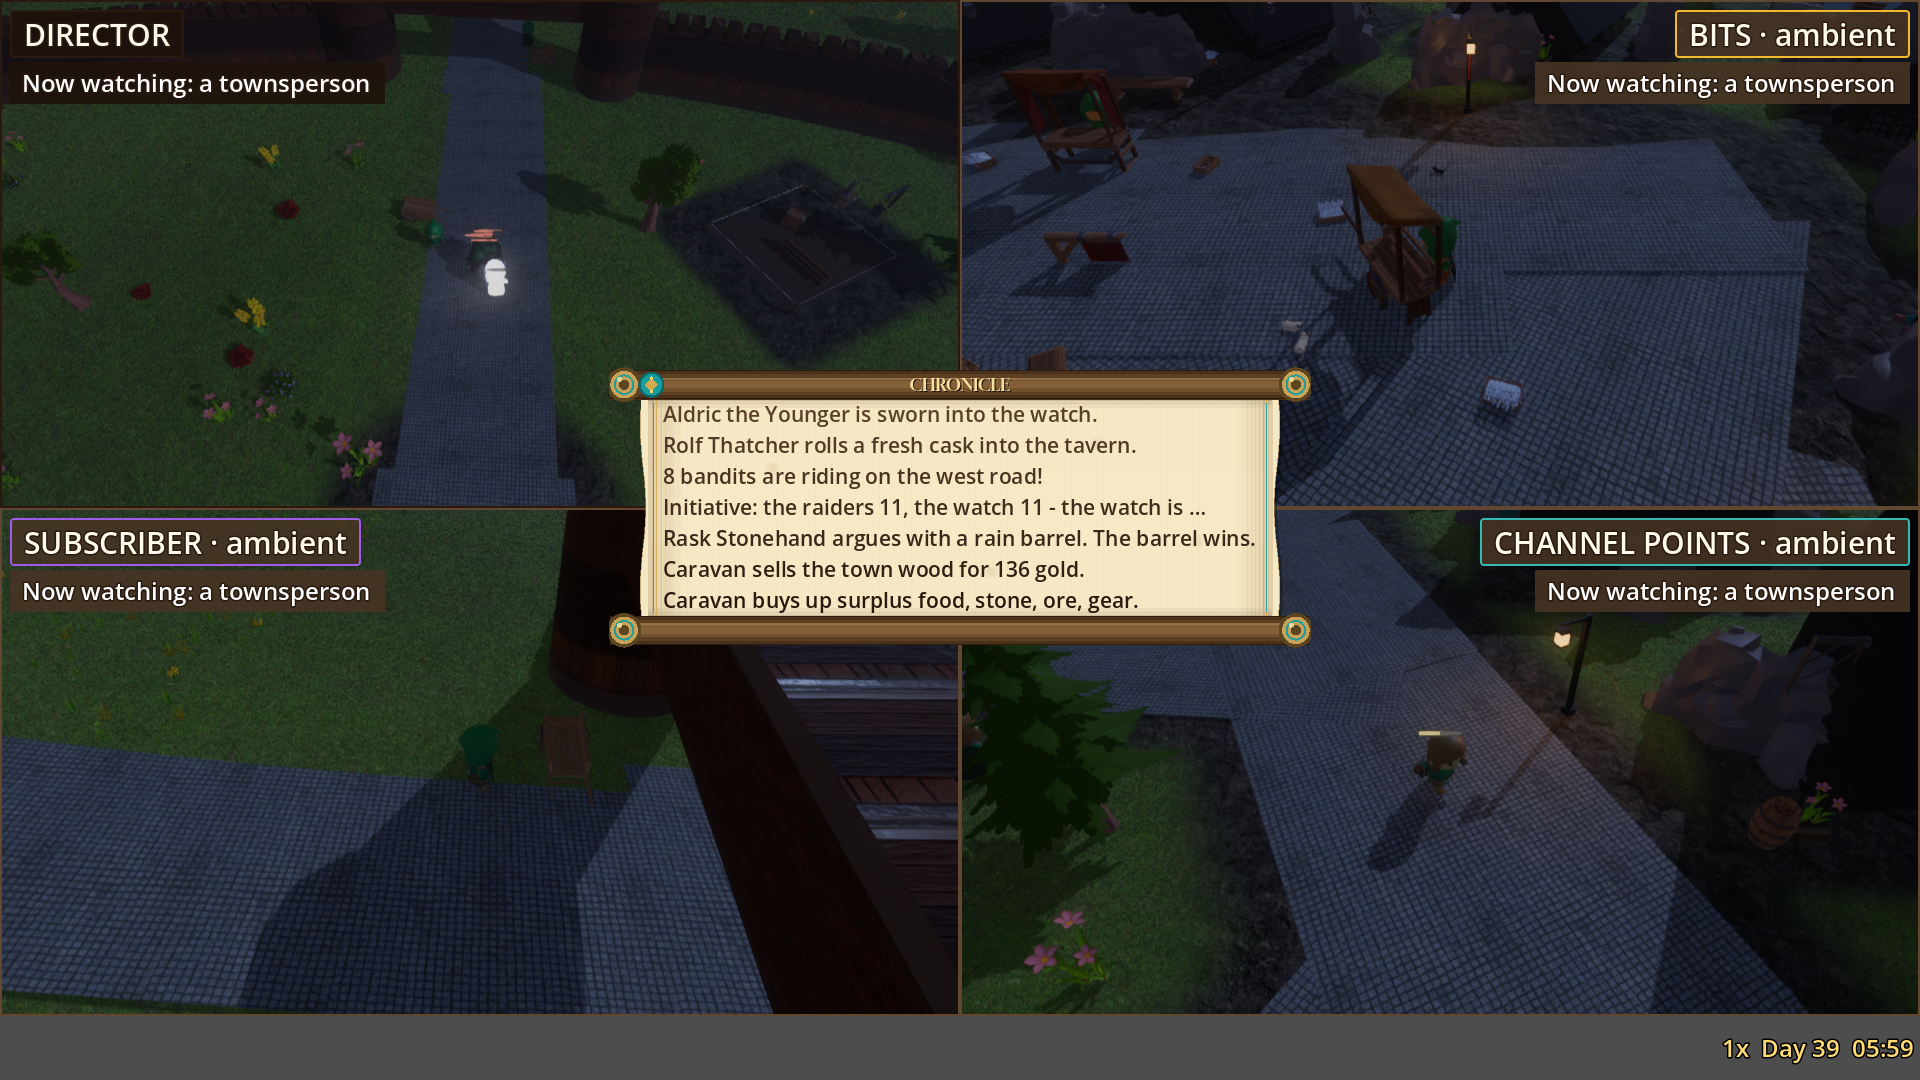 DIRECTOR
Now watching: a townsperson
BITS · ambient
Now watching: a townsperson
CHRONICLE
Aldric the Younger is sworn into the watch.
Rolf Thatcher rolls a fresh cask into the tavern.
8 bandits are riding on the west road!
Initiative: the raiders 11, the watch 11 - the watch is ...
Rask Stonehand argues with a rain barrel. The barrel wins.
Caravan sells the town wood for 136 gold.
Caravan buys up surplus food, stone, ore, gear.
SUBSCRIBER · ambient
Now watching: a townsperson
CHANNEL POINTS · ambient
Now watching: a townsperson
1x Day 39 05:59